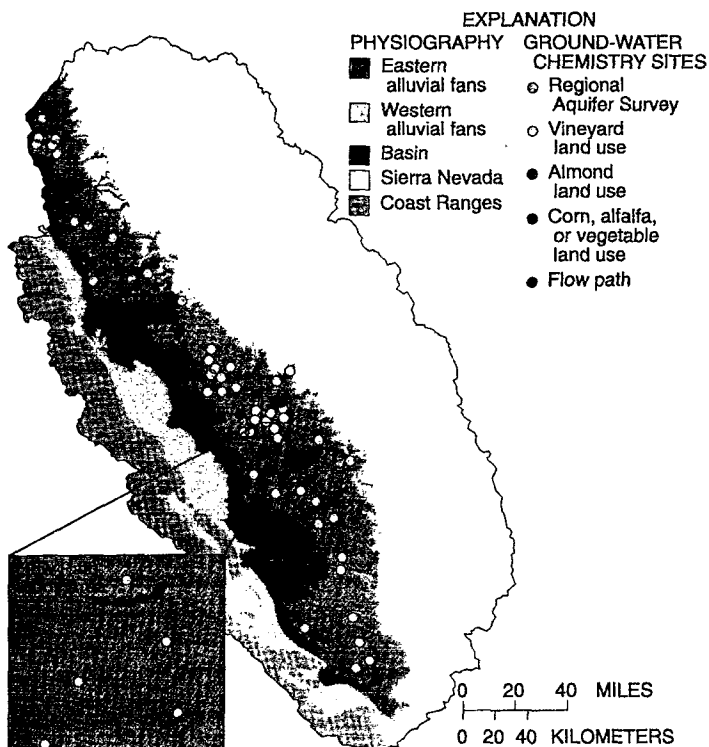 EXPLANATION
PHYSIOGRAPHY
Eastern
alluvial fans
Western
alluvial fans
Basin
Sierra Nevada
Coast Ranges
GROUND-WATER
CHEMISTRY SITES
Regional
Aquifer Survey
Vineyard
land use
Almond
land use
Corn, alfalfa,
or vegetable
land use
Flow path
0 20 40 MILES
0 20 40 KILOMETERS